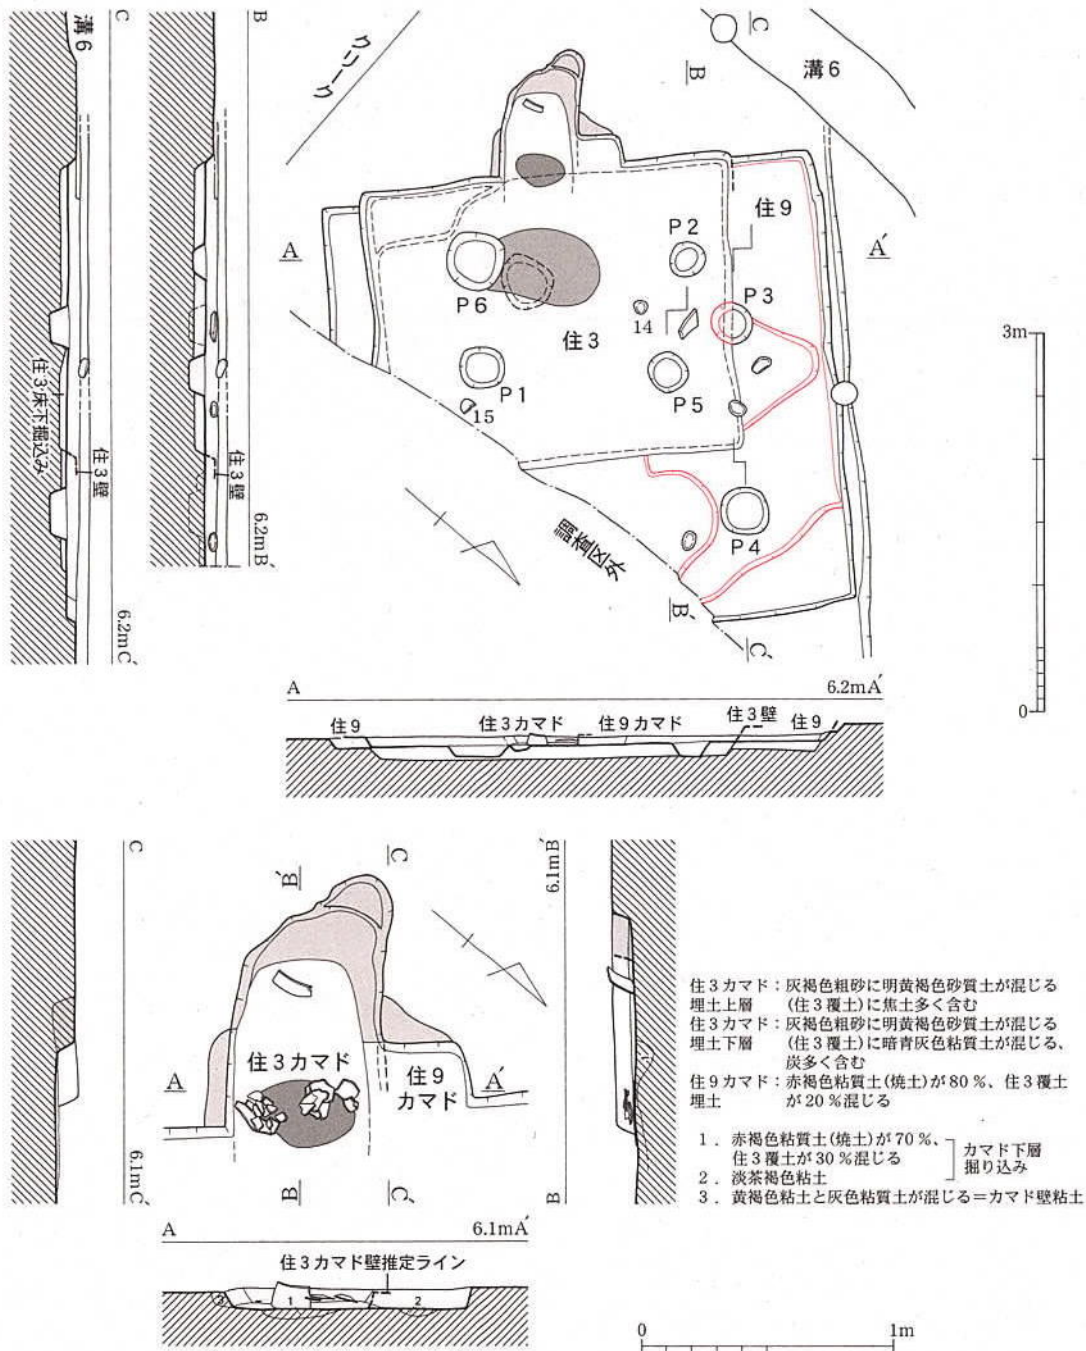 C
溝6
住3床下掘込み
住3壁
6.2mC′
B
住3壁
6.2mB′
クリーク
C
B
溝6
住9
A
A′
P2
P6
P3
14
住3
P1
P5
15
P4
調査区外
B′
C′
3m
0
A
6.2mA′
住9
住3カマド
住9カマド
住3壁
住9
C
6.1mC′
B′
C
住3カマド
A
住9
カマド
A′
B
C′
6.1mB′
B
住3カマド：灰褐色粗砂に明黄褐色砂質土が混じる
埋土上層 (住3覆土)に焦土多く含む
住3カマド：灰褐色粗砂に明黄褐色砂質土が混じる
埋土下層 (住3覆土)に暗青灰色粘質土が混じる、
炭多く含む
住9カマド：赤褐色粘質土(焼土)が80％、住3覆土
埋土 が20％混じる
1．赤褐色粘質土(焼土)が70％、
住3覆土が30％混じる
2．淡茶褐色粘土
カマド下層
掘り込み
3．黄褐色粘土と灰色粘質土が混じる＝カマド壁粘土
A
6.1mA′
住3カマド壁推定ライン
3
1
2
0
1m